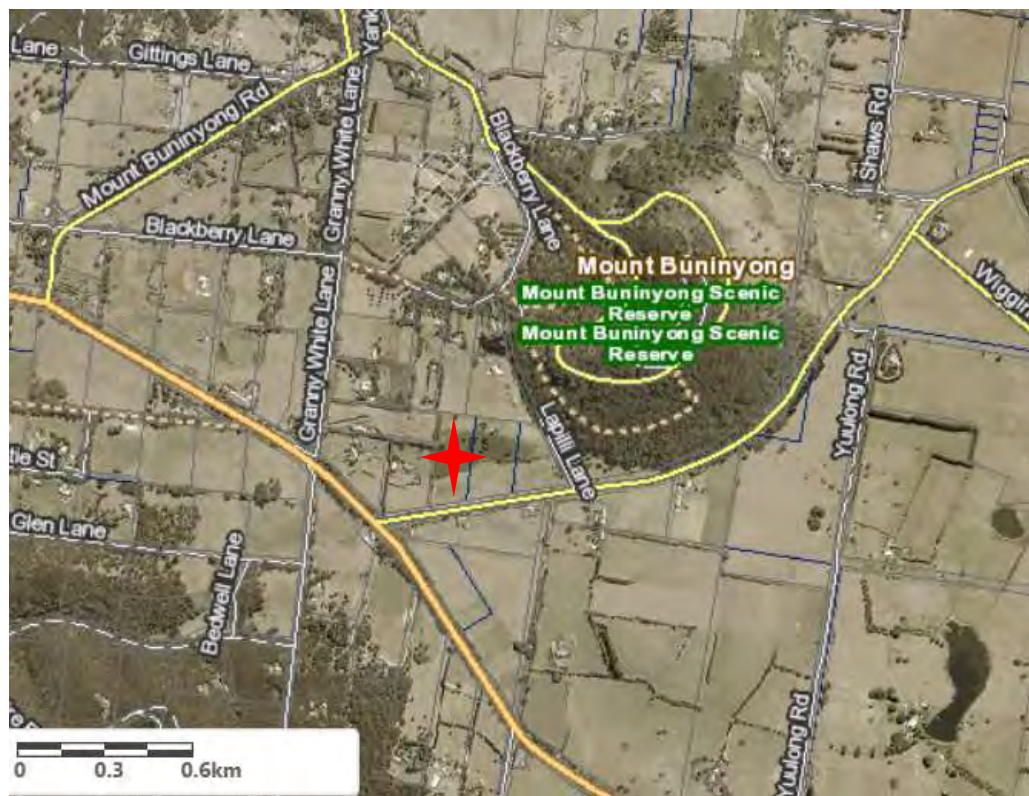 Lane
Gittings Lane
Yank
Mount Buninyong Rd
Granny White Lane
Blackberry Lane
Shaws Rd
Blackberry Lane
Mount Buninyong
Mount Buninyong Scenic
Reserve
Mount Buninyong Scenic
Reserve
Wiggin
Granny White Lane
Lapilli Lane
Yuulong Rd
tie St
Glen Lane
Bedwell Lane
Yuulong Rd
0 0.3 0.6km